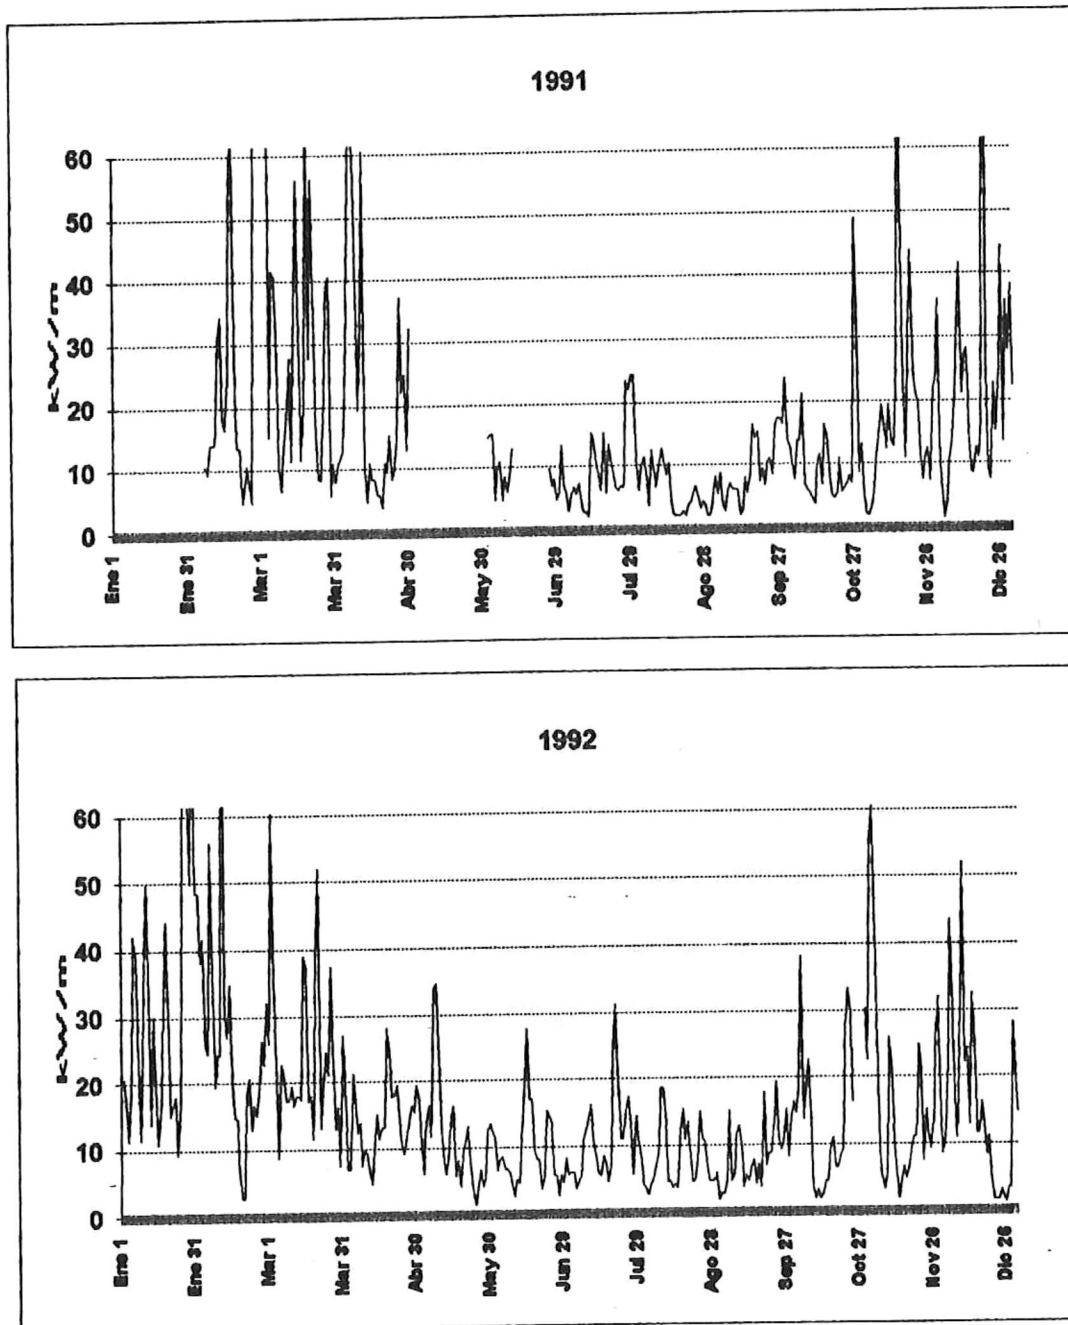 1991
60
50
40
30
20
10
0
Ene 1
Ene 31
Mar 1
Mar 31
Abr 30
May 30
Jun 29
Jul 29
Ago 28
Sep 27
Oct 27
Nov 26
Dic 26
1992
60
50
40
30
20
10
0
Ene 1
Ene 31
Mar 1
Mar 31
Abr 30
May 30
Jun 29
Jul 29
Ago 28
Sep 27
Oct 27
Nov 26
Dic 26